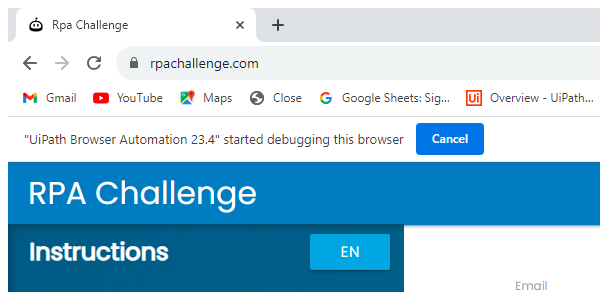 Rpa Challenge
rpachallenge.com
Gmail YouTube Maps Close Google Sheets: Sig... Ui Overview - UiPath...
"UiPath Browser Automation 23.4" started debugging this browser Cancel
RPA Challenge
Instructions EN
Email